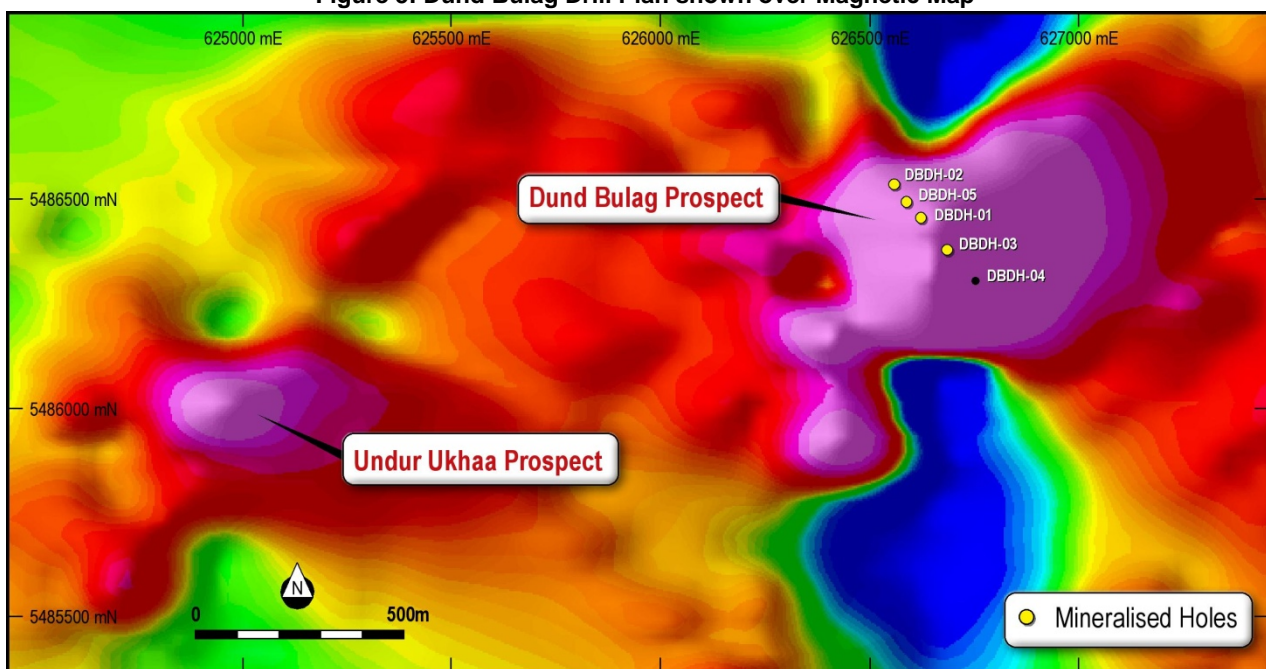 Figure 3: Dund Bulag Drill Plan shown over Magnetic Map
625000 mE 625500 mE 626000 mE 626500 mE 627000 mE
DBDH-02
Dund Bulag Prospect
5486500 mN
DBDH-05
DBDH-01
DBDH-03
DBDH-04
5486000 mN
Undur Ukhaa Prospect
N
0 500m
5485500 mN
Mineralised Holes